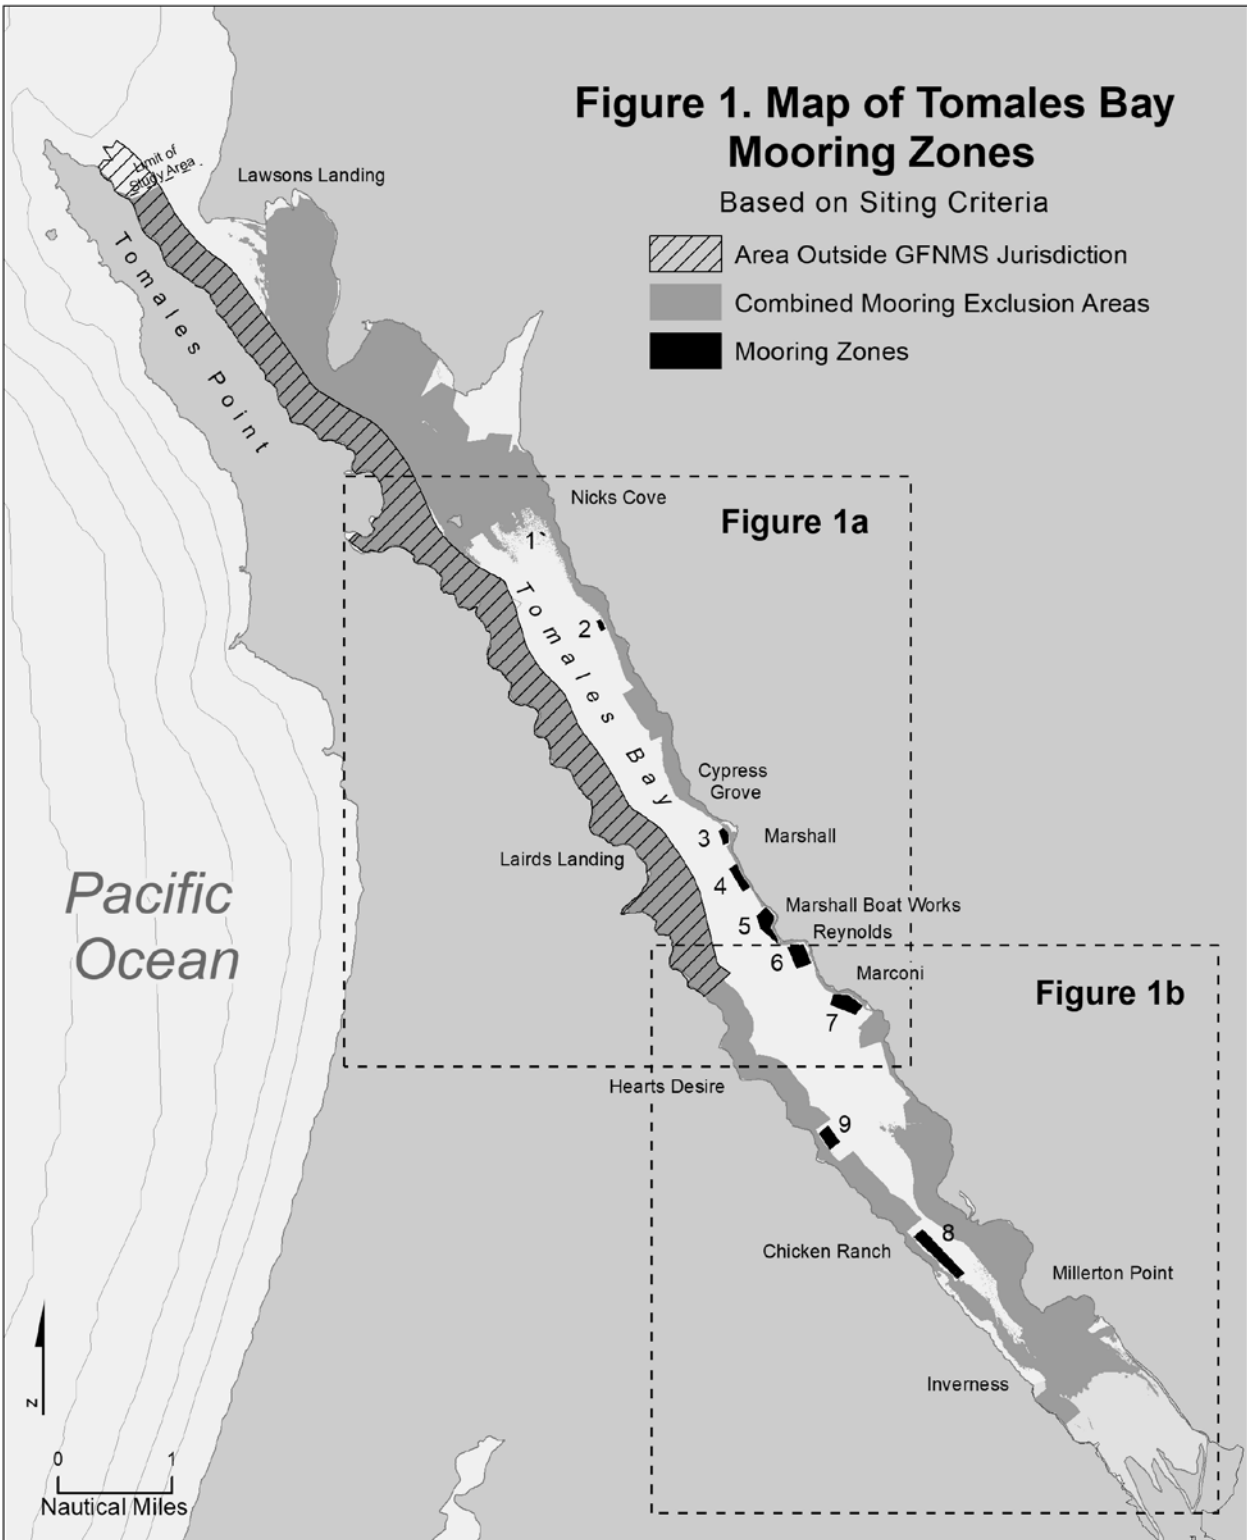 Figure 1. Map of Tomales Bay
Mooring Zones
Based on Siting Criteria
Area Outside GFNMS Jurisdiction
Combined Mooring Exclusion Areas
Mooring Zones
Limit of
Study Area
Lawsons Landing
Tomales Point
Nicks Cove
Figure 1a
1
Tomales Bay
2
Cypress
Grove
3
Marshall
Lairds Landing
4
Pacific
Ocean
Marshall Boat Works
5
Reynolds
6
Marconi
Figure 1b
7
Hearts Desire
9
8
Chicken Ranch
Millerton Point
Inverness
N
0 1
Nautical Miles